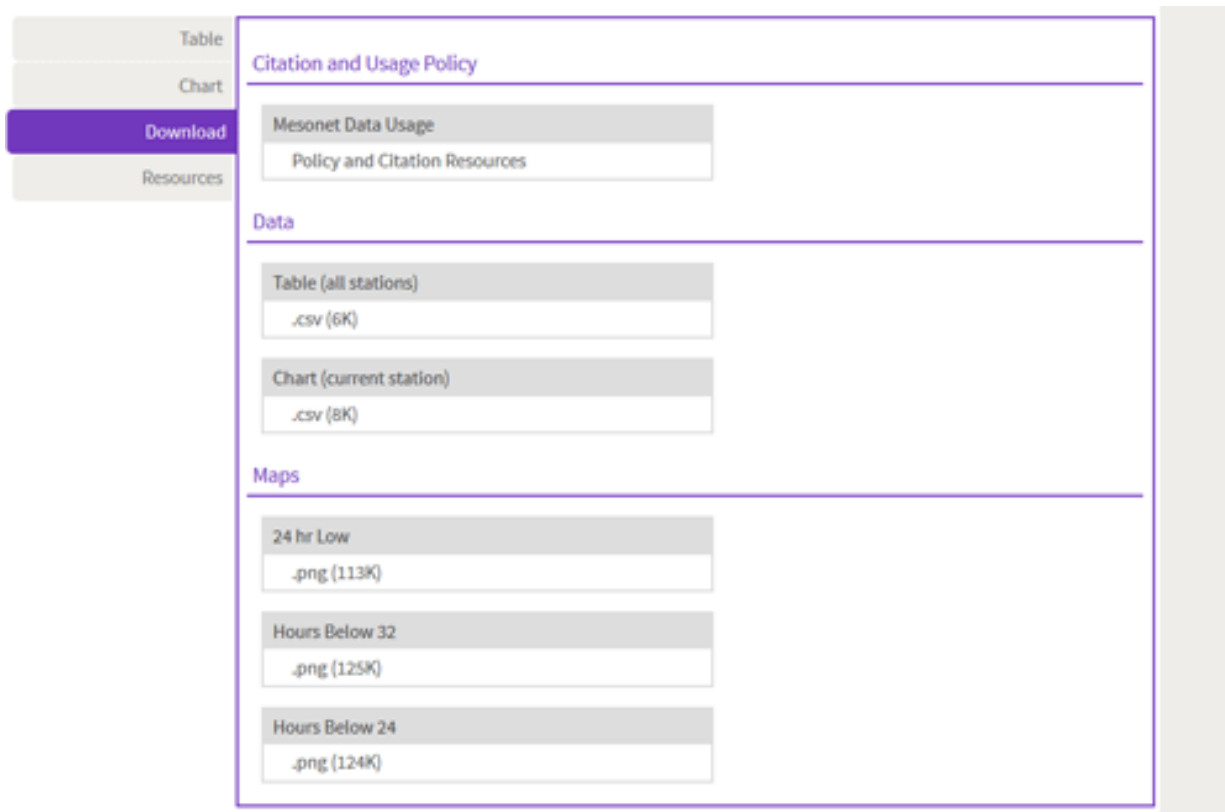 Table
Chart
Download
Resources
Citation and Usage Policy
Mesonet Data Usage
Policy and Citation Resources
Data
Table (all stations)
.csv (6K)
Chart (current station)
.csv (8K)
Maps
24 hr Low
.png (113K)
Hours Below 32
.png (125K)
Hours Below 24
.png (124K)